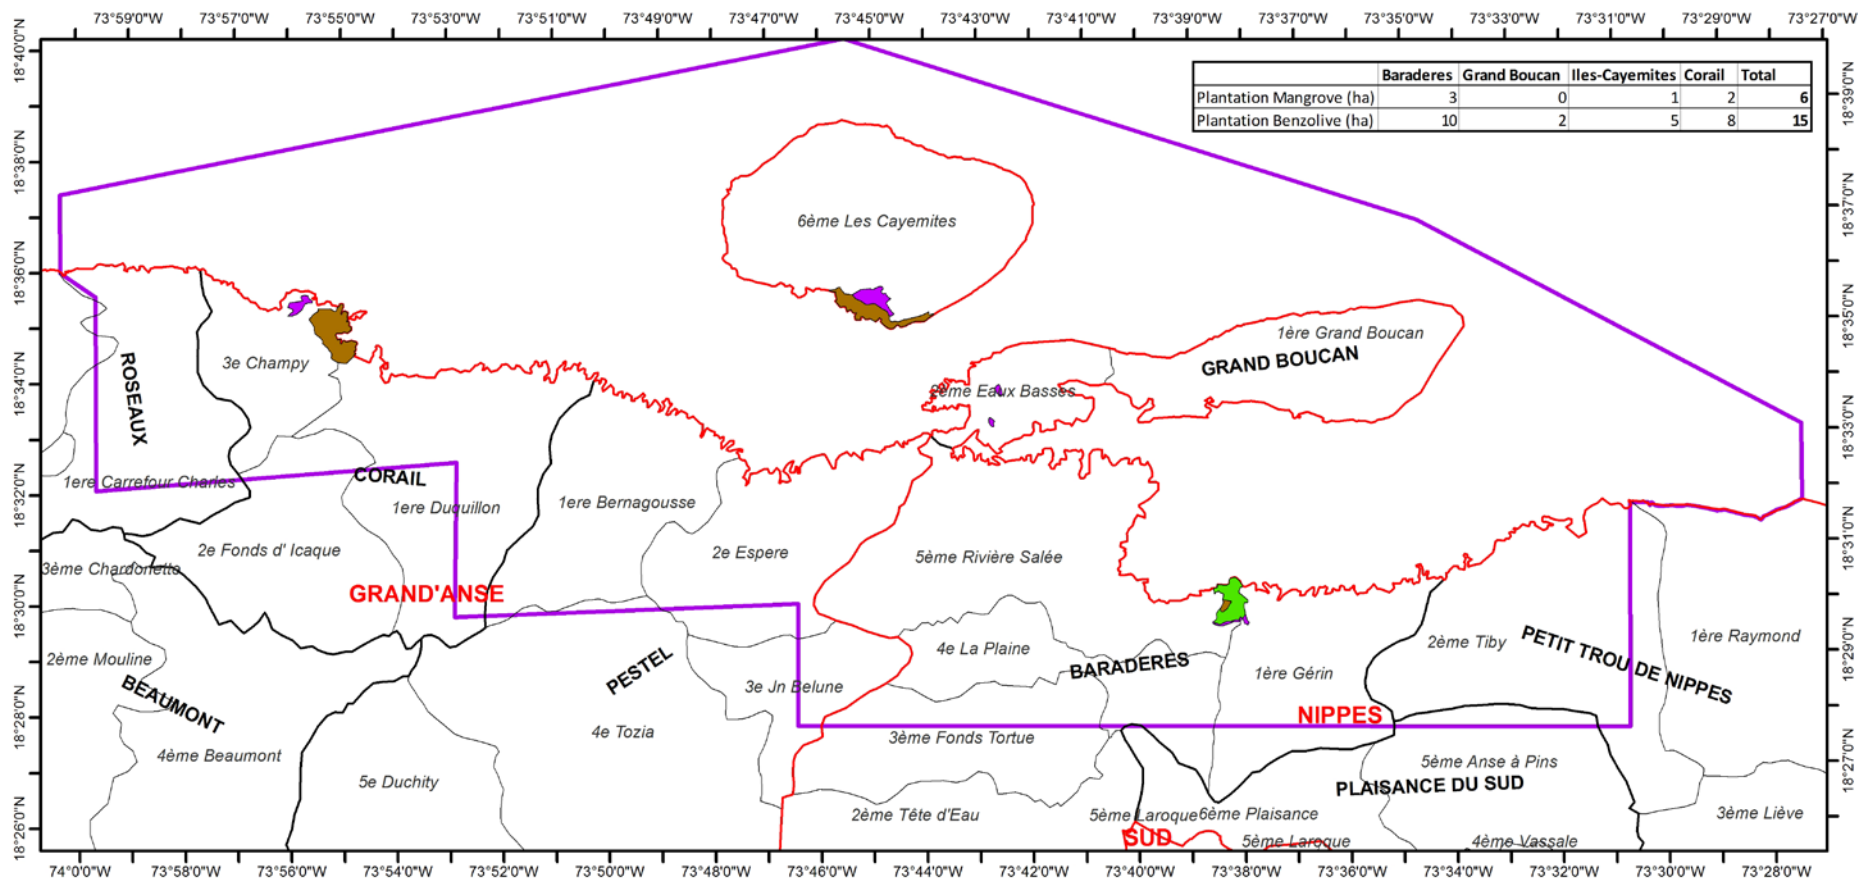 73°59'0"W 73°57'0"W 73°55'0"W 73°53'0"W 73°51'0"W 73°49'0"W 73°47'0"W 73°45'0"W 73°43'0"W 73°41'0"W 73°39'0"W 73°37'0"W 73°35'0"W 73°33'0"W 73°31'0"W 73°29'0"W 73°27'0"W
18°40'0"N
18°38'0"N
18°36'0"N
18°34'0"N
18°32'0"N
18°30'0"N
18°28'0"N
18°26'0"N
Baraderes Grand Boucan Iles-Cayemites Corail Total
Plantation Mangrove (ha) 3 0 1 2 6
Plantation Benzolive (ha) 10 2 5 8 15
6ème Les Cayemites
1ère Grand Boucan
GRAND BOUCAN
ROSEAUX
3e Champy
2ème Eaux Basses
1ere Carrefour Charles
CORAIL
1ere Duquillon
1ere Bernagousse
2e Fonds d' Icaque
2e Espere
5ème Rivière Salée
3ème Chardonette
GRAND'ANSE
2ème Mouline
BEAUMONT
PESTEL
3e Jn Belune
4e La Plaine
BARADERES
1ère Gérin
2ème Tiby
PETIT TROU DE NIPPES
1ère Raymond
NIPPES
4e Tozia
3ème Fonds Tortue
4ème Beaumont
5e Duchity
5ème Anse à Pins
PLAISANCE DU SUD
2ème Tête d'Eau
5ème Laroque
6ème Plaisance
3ème Liève
SUD
5ème Laroque
4ème Vassale
18°39'0"N
18°37'0"N
18°35'0"N
18°33'0"N
18°31'0"N
18°29'0"N
18°27'0"N
74°00'0"W 73°58'0"W 73°56'0"W 73°54'0"W 73°52'0"W 73°50'0"W 73°48'0"W 73°46'0"W 73°44'0"W 73°42'0"W 73°40'0"W 73°38'0"W 73°36'0"W 73°34'0"W 73°32'0"W 73°30'0"W 73°28'0"W